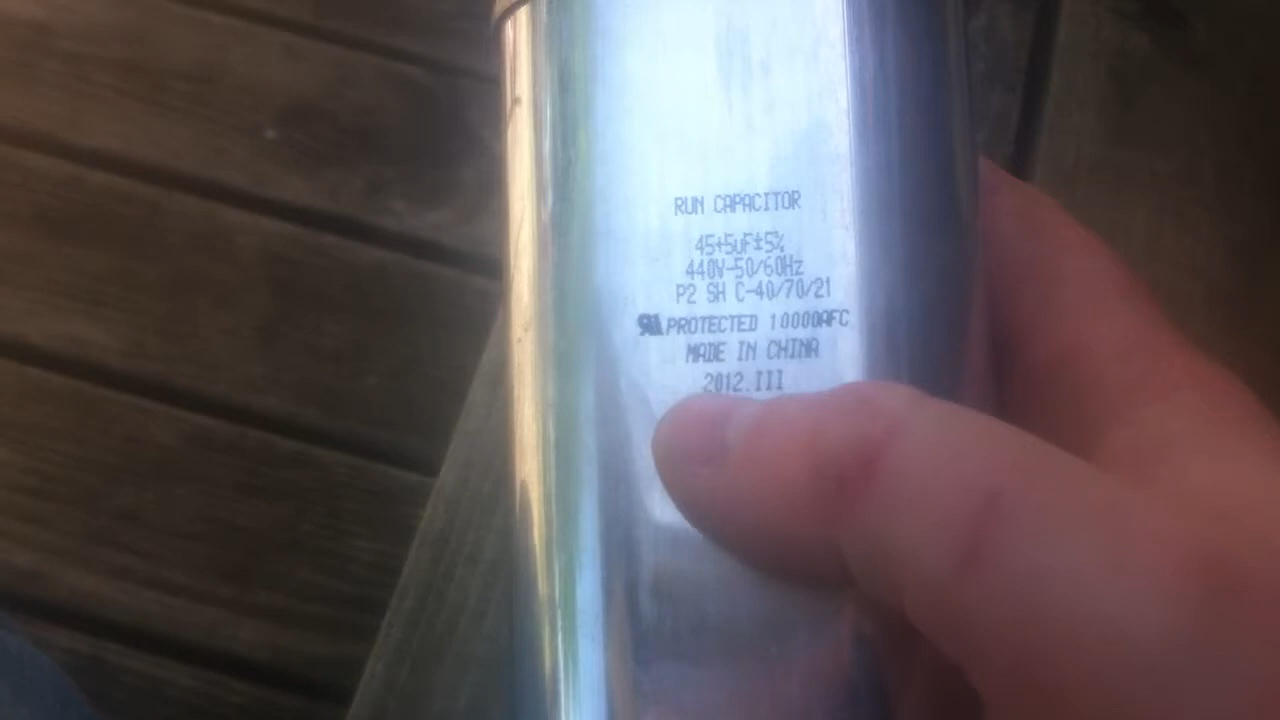 RUN CAPACITOR
45+5uF±5%
440V-50/60Hz
P2 SH C-40/70/21
PROTECTED 10000AFC
MADE IN CHINA
2012.III